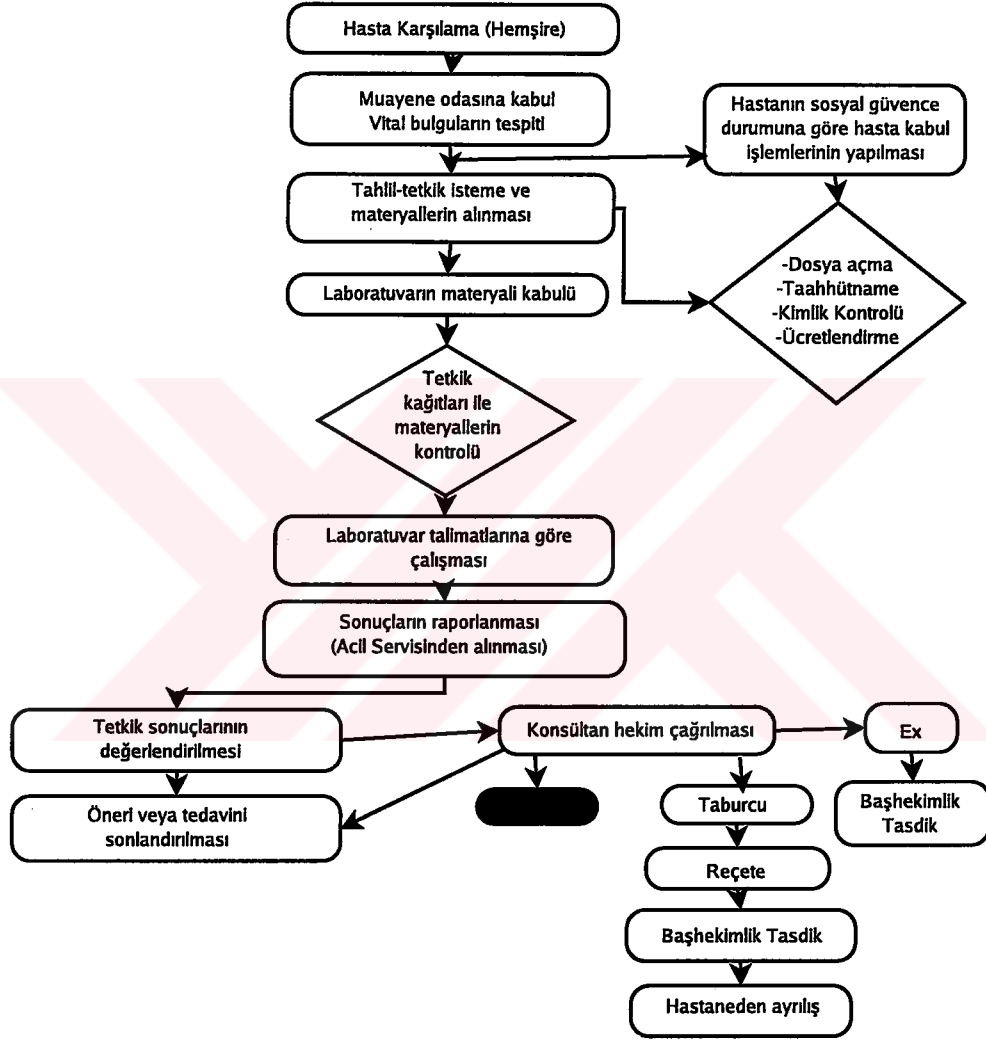 Hasta Karşılama (Hemşire)
Muayene odasına kabul
Vital bulguların tespiti
Hastanın sosyal güvence
durumuna göre hasta kabul
işlemlerinin yapılması
Tahlil-tetkik isteme ve
materyallerin alınması
-Dosya açma
-Taahhütname
-Kimlik Kontrolü
-Ücretlendirme
Laboratuvarın materyali kabulü
Tetkik
kağıtları ile
materyallerin
kontrolü
Laboratuvar talimatlarına göre
çalışması
Sonuçların raporlanması
(Acil Servisinden alınması)
Tetkik sonuçlarının
değerlendirilmesi
Konsültan hekim çağrılması
Ex
Öneri veya tedavini
sonlandırılması
Taburcu
Başhekimlik
Tasdik
Reçete
Başhekimlik Tasdik
Hastaneden ayrılış